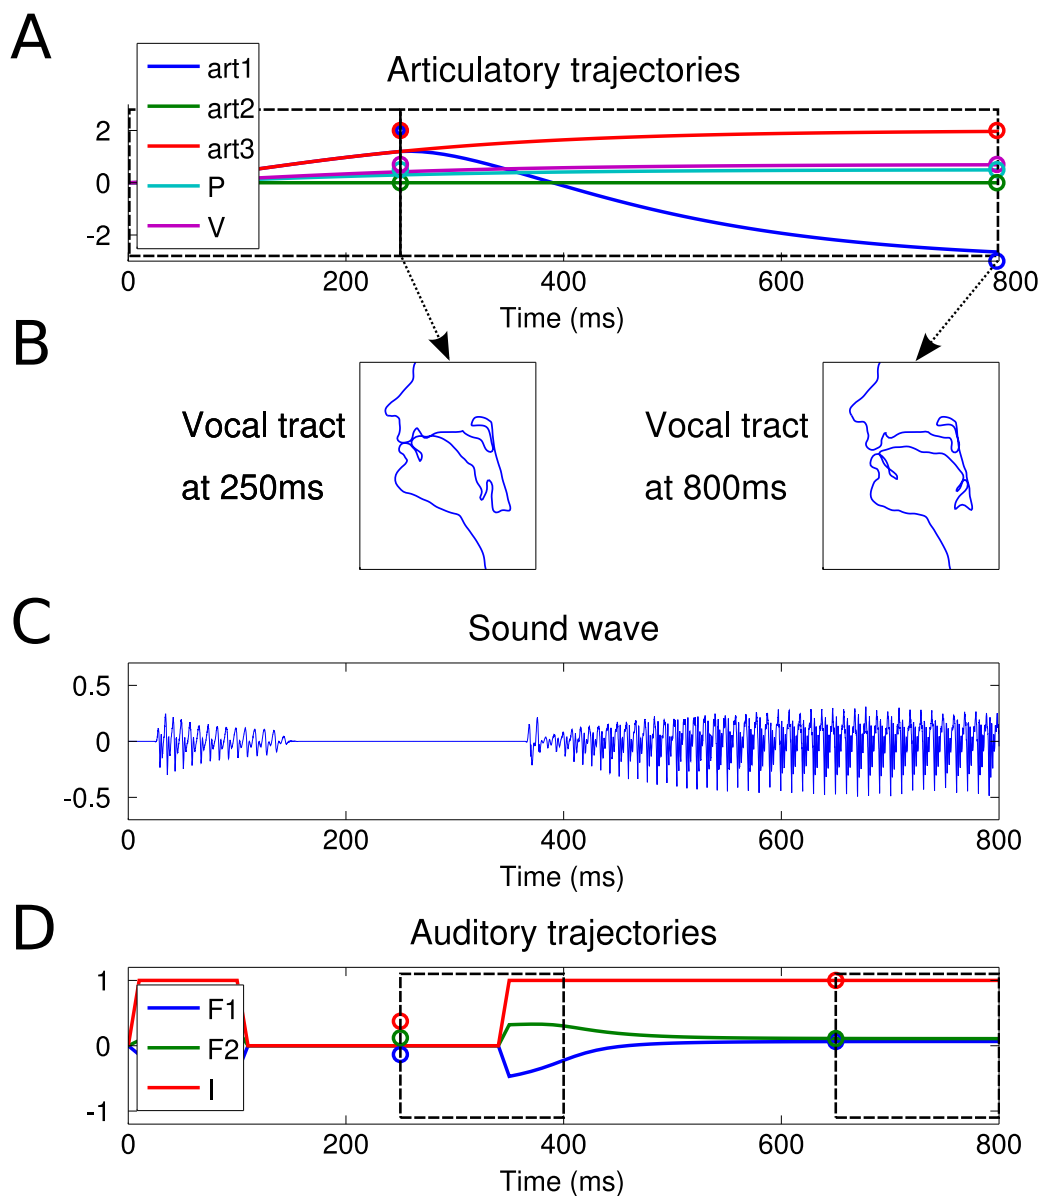 A
Articulatory trajectories
art1
art2
art3
P
V
2
0
-2
0 200 400 600 800
Time (ms)
B
Vocal tract
at 250ms
Vocal tract
at 800ms
C
Sound wave
0.5
0
-0.5
0 200 400 600 800
Time (ms)
D
Auditory trajectories
F1
F2
I
1
0
-1
0 200 400 600 800
Time (ms)